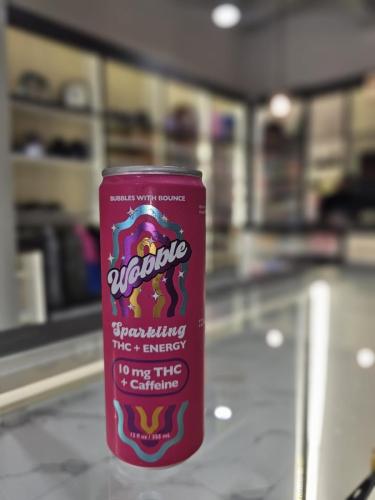 BUBBLES WITH BOUNCE
Wobble
Sparkling
THC + ENERGY
10 mg THC
+ Caffeine
12 fl oz / 355 mL